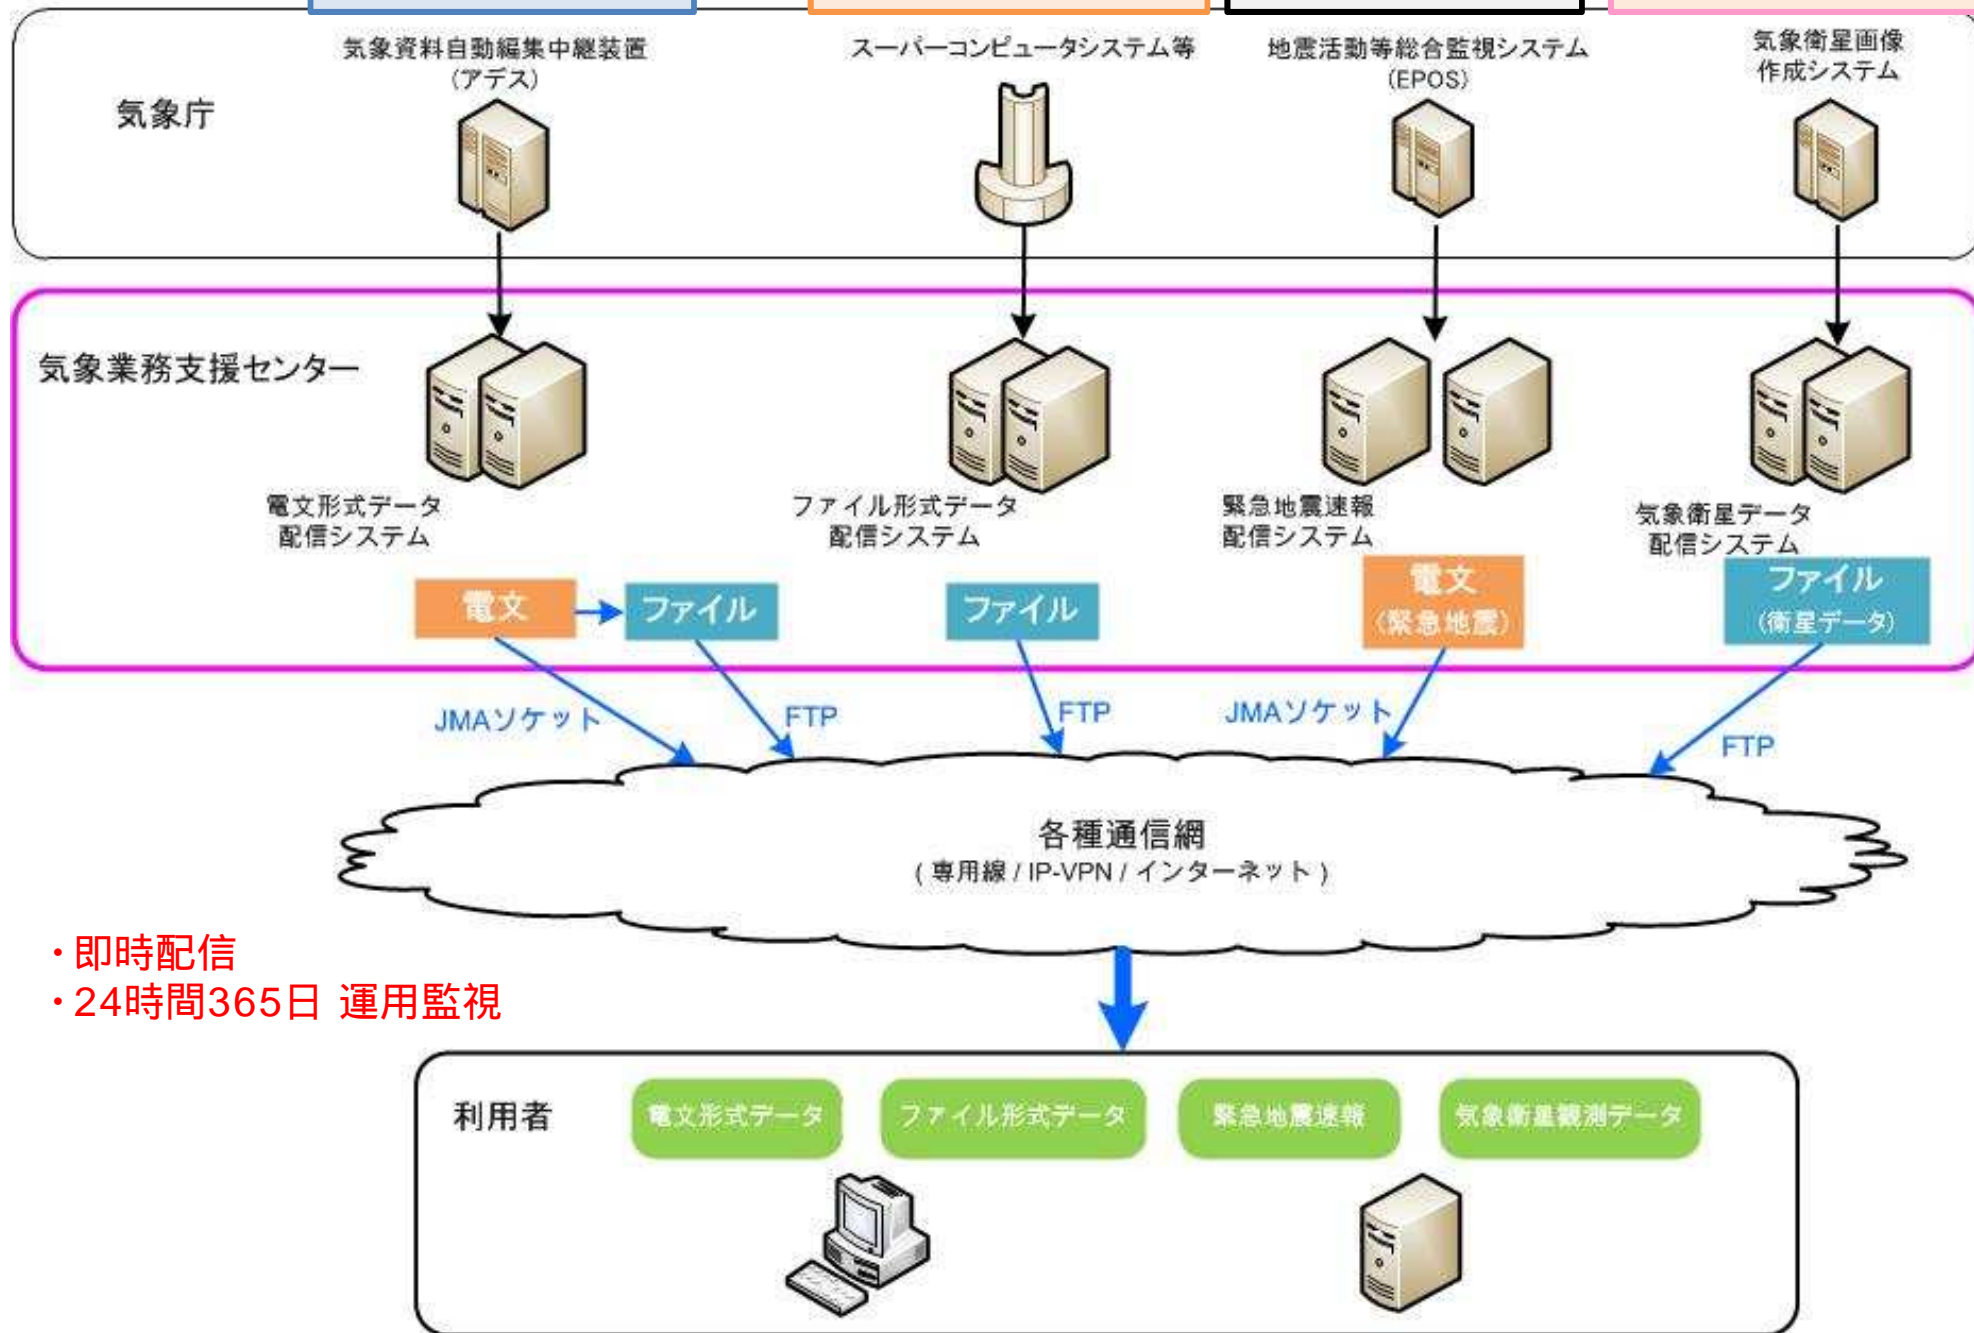 気象資料自動編集中継装置
(アデス)
スーパーコンピュータシステム等
地震活動等総合監視システム
(EPOS)
気象衛星画像
作成システム
気象庁
気象業務支援センター
電文形式データ
配信システム
ファイル形式データ
配信システム
緊急地震速報
配信システム
気象衛星データ
配信システム
電文
ファイル
ファイル
電文
(緊急地震)
ファイル
(衛星データ)
JMAソケット
FTP
FTP
JMAソケット
FTP
各種通信網
( 専用線 / IP-VPN / インターネット )
・即時配信
・24時間365日 運用監視
利用者
電文形式データ
ファイル形式データ
緊急地震速報
気象衛星観測データ